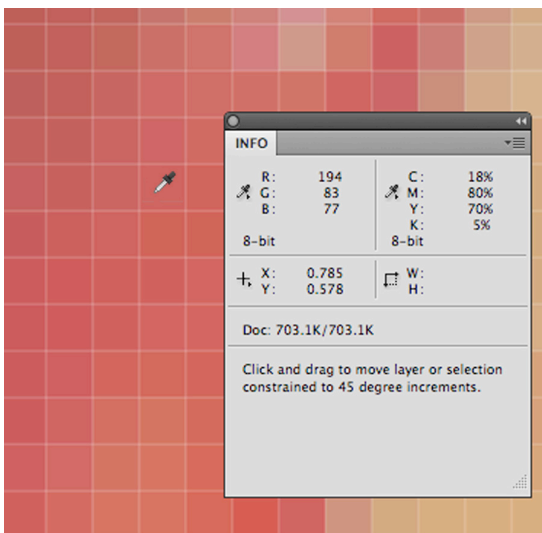 INFO
R: 194 C: 18%
G: 83 M: 80%
B: 77 Y: 70%
K: 5%
8-bit 8-bit
X: 0.785 W:
Y: 0.578 H:
Doc: 703.1K/703.1K
Click and drag to move layer or selection
constrained to 45 degree increments.